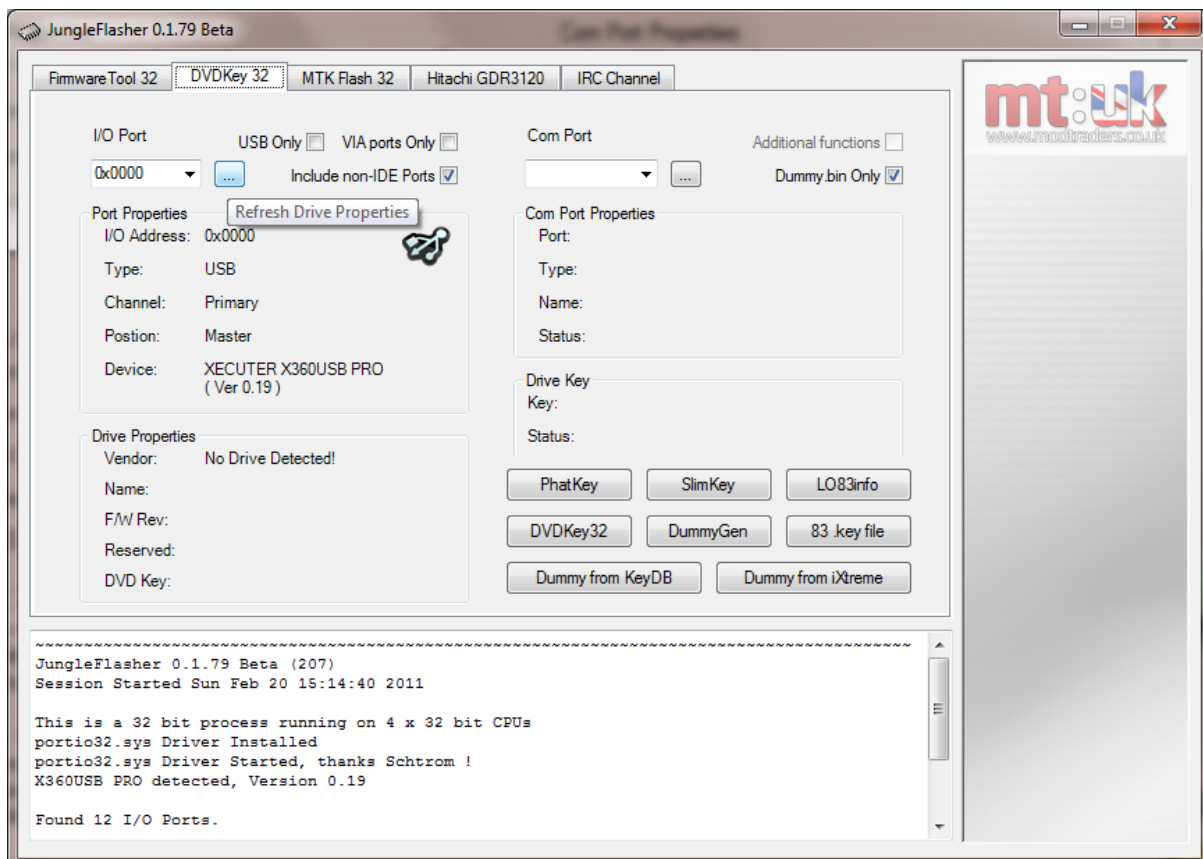 JungleFlasher 0.1.79 Beta
FirmwareTool 32
DVDKey 32
MTK Flash 32
Hitachi GDR3120
IRC Channel
I/O Port
USB Only
VIA ports Only
0x0000
...
Include non-IDE Ports
Refresh Drive Properties
Port Properties
I/O Address: 0x0000
Type: USB
Channel: Primary
Postion: Master
Device: XECUTER X360USB PRO
( Ver 0.19 )
Drive Properties
Vendor: No Drive Detected!
Name:
F/W Rev:
Reserved:
DVD Key:
Com Port
Additional functions
...
Dummy.bin Only
Com Port Properties
Port:
Type:
Name:
Status:
Drive Key
Key:
Status:
PhatKey
SlimKey
LO83info
DVDKey32
DummyGen
83 .key file
Dummy from KeyDB
Dummy from iXtreme
mt:uk
www.modtraders.co.uk
~~~~~~~~~~~~~~~~~~~~~~~~~~~~~~~~~~~~~~~~~~~~~~~~~~~~~~~~~~~~~~~~~~~~~~~~~~~~~~~~~~~~~~~~~~
JungleFlasher 0.1.79 Beta (207)
Session Started Sun Feb 20 15:14:40 2011
This is a 32 bit process running on 4 x 32 bit CPUs
portio32.sys Driver Installed
portio32.sys Driver Started, thanks Schtrom !
X360USB PRO detected, Version 0.19
Found 12 I/O Ports.